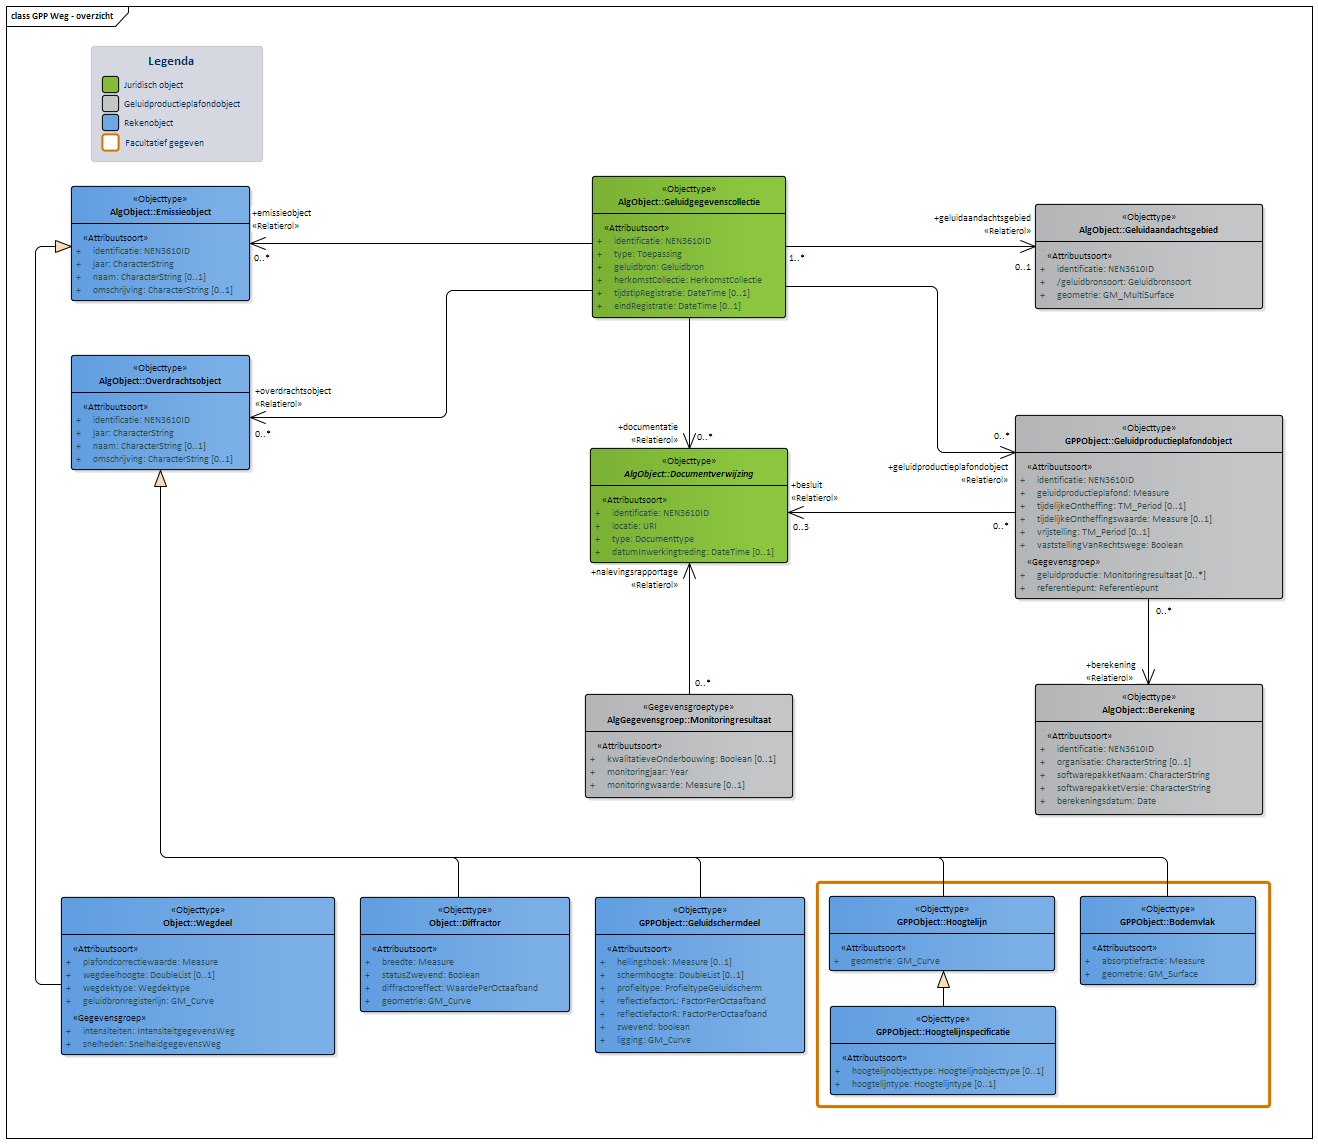 class GPP Weg - overzicht
Legenda
Juridisch object
Geluidproductieplafondobject
Rekenobject
Facultatief gegeven
«Objecttype»
AlgObject::Emissieobject
«Attribuutsoort»
+ identificatie: NEN3610ID
+ jaar: CharacterString
+ naam: CharacterString [0..1]
+ omschrijving: CharacterString [0..1]
+emissieobject
«Relatierol»
0..*
«Objecttype»
AlgObject::Geluidgegevenscollectie
«Attribuutsoort»
+ identificatie: NEN3610ID
+ type: Toepassing
+ geluidbron: Geluidbron
+ herkomstCollectie: HerkomstCollectie
+ tijdstipRegistratie: DateTime [0..1]
+ eindRegistratie: DateTime [0..1]
1..*
+geluidaandachtsgebied
«Relatierol»
0..1
«Objecttype»
AlgObject::Geluidaandachtsgebied
«Attribuutsoort»
+ identificatie: NEN3610ID
+ /geluidbronsoort: Geluidbronsoort
+ geometrie: GM_MultiSurface
«Objecttype»
AlgObject::Overdrachtsobject
«Attribuutsoort»
+ identificatie: NEN3610ID
+ jaar: CharacterString
+ naam: CharacterString [0..1]
+ omschrijving: CharacterString [0..1]
+overdrachtsobject
«Relatierol»
0..*
+documentatie
«Relatierol»
0..*
«Objecttype»
AlgObject::Documentverwijzing
«Attribuutsoort»
+ identificatie: NEN3610ID
+ locatie: URI
+ type: Documenttype
+ datumInwerkingtreding: DateTime [0..1]
+besluit
«Relatierol»
0..3
0..*
+geluidproductieplafondobject
«Relatierol»
0..*
«Objecttype»
GPPObject::Geluidproductieplafondobject
«Attribuutsoort»
+ identificatie: NEN3610ID
+ geluidproductieplafond: Measure
+ tijdelijkeOntheffing: TM_Period [0..1]
+ tijdelijkeOntheffingswaarde: Measure [0..1]
+ vrijstelling: TM_Period [0..1]
+ vaststellingVanRechtswege: Boolean
«Gegevensgroep»
+ geluidproductie: Monitoringresultaat [0..*]
+ referentiepunt: Referentiepunt
0..*
+berekening
«Relatierol»
+nalevingsrapportage
«Relatierol»
0..*
«Gegevensgroeptype»
AlgGegevensgroep::Monitoringresultaat
«Attribuutsoort»
+ kwalitatieveOnderbouwing: Boolean [0..1]
+ monitoringjaar: Year
+ monitoringwaarde: Measure [0..1]
«Objecttype»
AlgObject::Berekening
«Attribuutsoort»
+ identificatie: NEN3610ID
+ organisatie: CharacterString [0..1]
+ softwarepakketNaam: CharacterString
+ softwarepakketVersie: CharacterString
+ berekeningsdatum: Date
«Objecttype»
Object::Wegdeel
«Attribuutsoort»
+ plafondcorrectiewaarde: Measure
+ wegdeelhoogte: DoubleList [0..1]
+ wegdektype: Wegdektype
+ geluidbronregisterlijn: GM_Curve
«Gegevensgroep»
+ intensiteiten: IntensiteitgegevensWeg
+ snelheden: SnelheidgegevensWeg
«Objecttype»
Object::Diffractor
«Attribuutsoort»
+ breedte: Measure
+ statusZwevend: Boolean
+ diffractoreffect: WaardePerOctaafband
+ geometrie: GM_Curve
«Objecttype»
GPPObject::Geluidschermdeel
«Attribuutsoort»
+ hellingshoek: Measure [0..1]
+ schermhoogte: DoubleList [0..1]
+ profieltype: ProfieltypeGeluidscherm
+ reflectiefactorL: FactorPerOctaafband
+ reflectiefactorR: FactorPerOctaafband
+ zwevend: boolean
+ ligging: GM_Curve
«Objecttype»
GPPObject::Hoogtelijn
«Attribuutsoort»
+ geometrie: GM_Curve
«Objecttype»
GPPObject::Bodemvlak
«Attribuutsoort»
+ absorptiefractie: Measure
+ geometrie: GM_Surface
«Objecttype»
GPPObject::Hoogtelijnspecificatie
«Attribuutsoort»
+ hoogtelijnobjecttype: Hoogtelijnobjecttype [0..1]
+ hoogtelijntype: Hoogtelijntype [0..1]